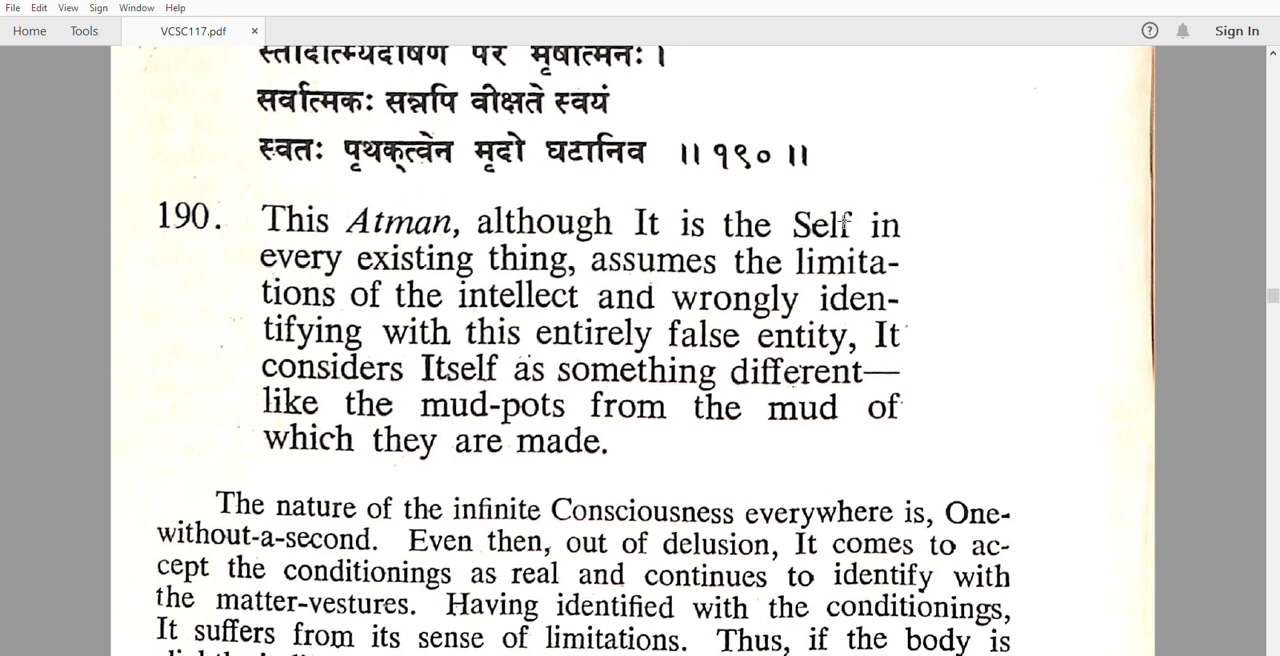 File Edit View Sign Window Help
Home Tools VCSC117.pdf × ? Sign In
स्तादात्म्यदोषेण परं मृषात्मनः ।
सर्वात्मकः सन्नपि वीक्षते स्वयं
स्वतः पृथक्त्वेन मृदो घटानिव ॥ १९० ॥
190. This Atman, although It is the Self in
every existing thing, assumes the limita-
tions of the intellect and wrongly iden-
tifying with this entirely false entity, It
considers Itself as something different—
like the mud-pots from the mud of
which they are made.
The nature of the infinite Consciousness everywhere is, One-
without-a-second. Even then, out of delusion, It comes to ac-
cept the conditionings as real and continues to identify with
the matter-vestures. Having identified with the conditionings,
It suffers from its sense of limitations. Thus, if the body is